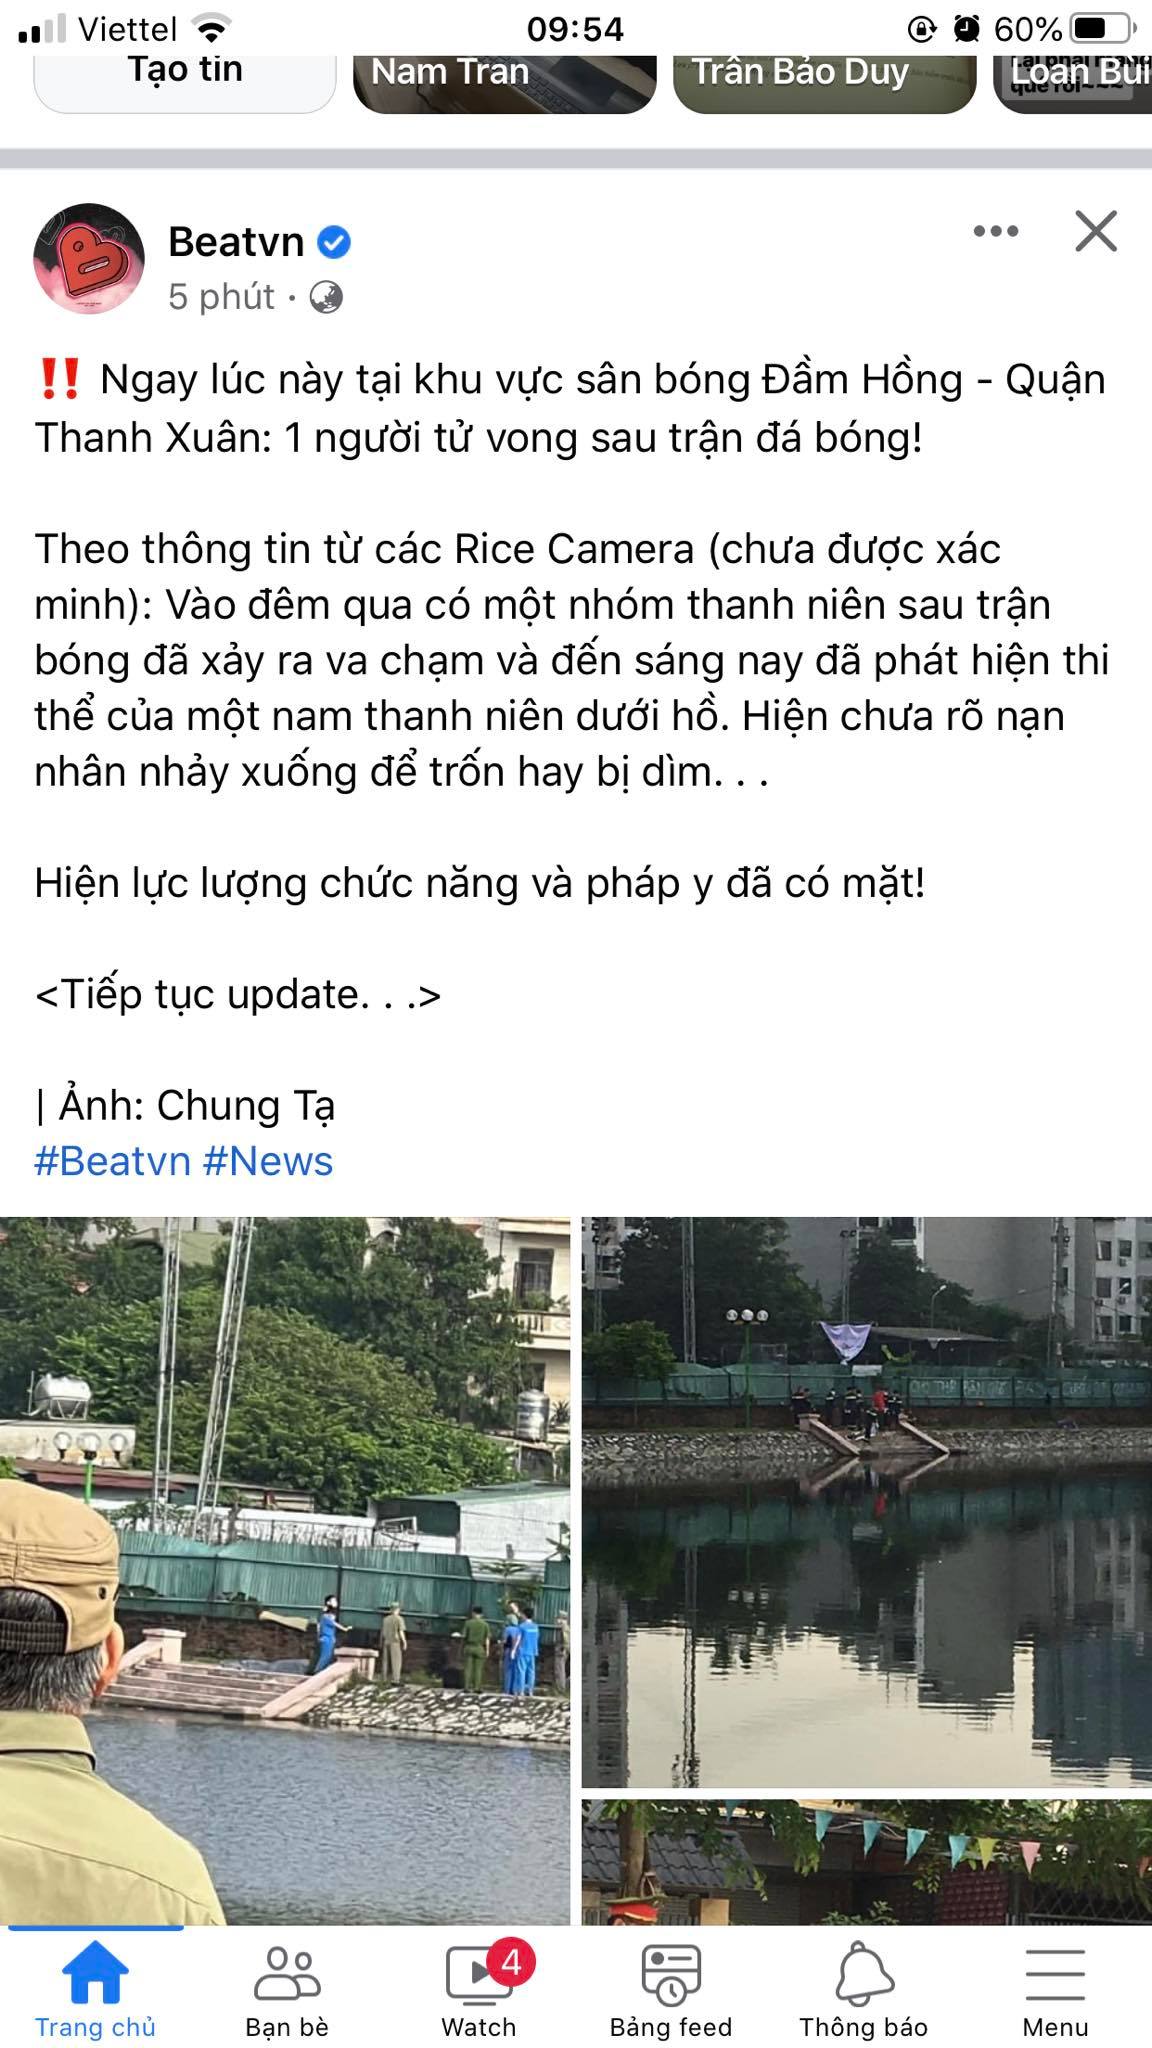 Viettel
09:54
60%
Tạo tin
Nam Tran
Trần Bảo Duy
quê rồi~~~
Beatvn
5 phút ·
‼️ Ngay lúc này tại khu vực sân bóng Đầm Hồng - Quận
Thanh Xuân: 1 người tử vong sau trận đá bóng!
Theo thông tin từ các Rice Camera (chưa được xác
minh): Vào đêm qua có một nhóm thanh niên sau trận
bóng đã xảy ra va chạm và đến sáng nay đã phát hiện thi
thể của một nam thanh niên dưới hồ. Hiện chưa rõ nạn
nhân nhảy xuống để trốn hay bị dìm. . .
Hiện lực lượng chức năng và pháp y đã có mặt!
<Tiếp tục update. . .>
| Ảnh: Chung Tạ
#Beatvn #News
4
Trang chủ
Bạn bè
Watch
Bảng feed
Thông báo
Menu